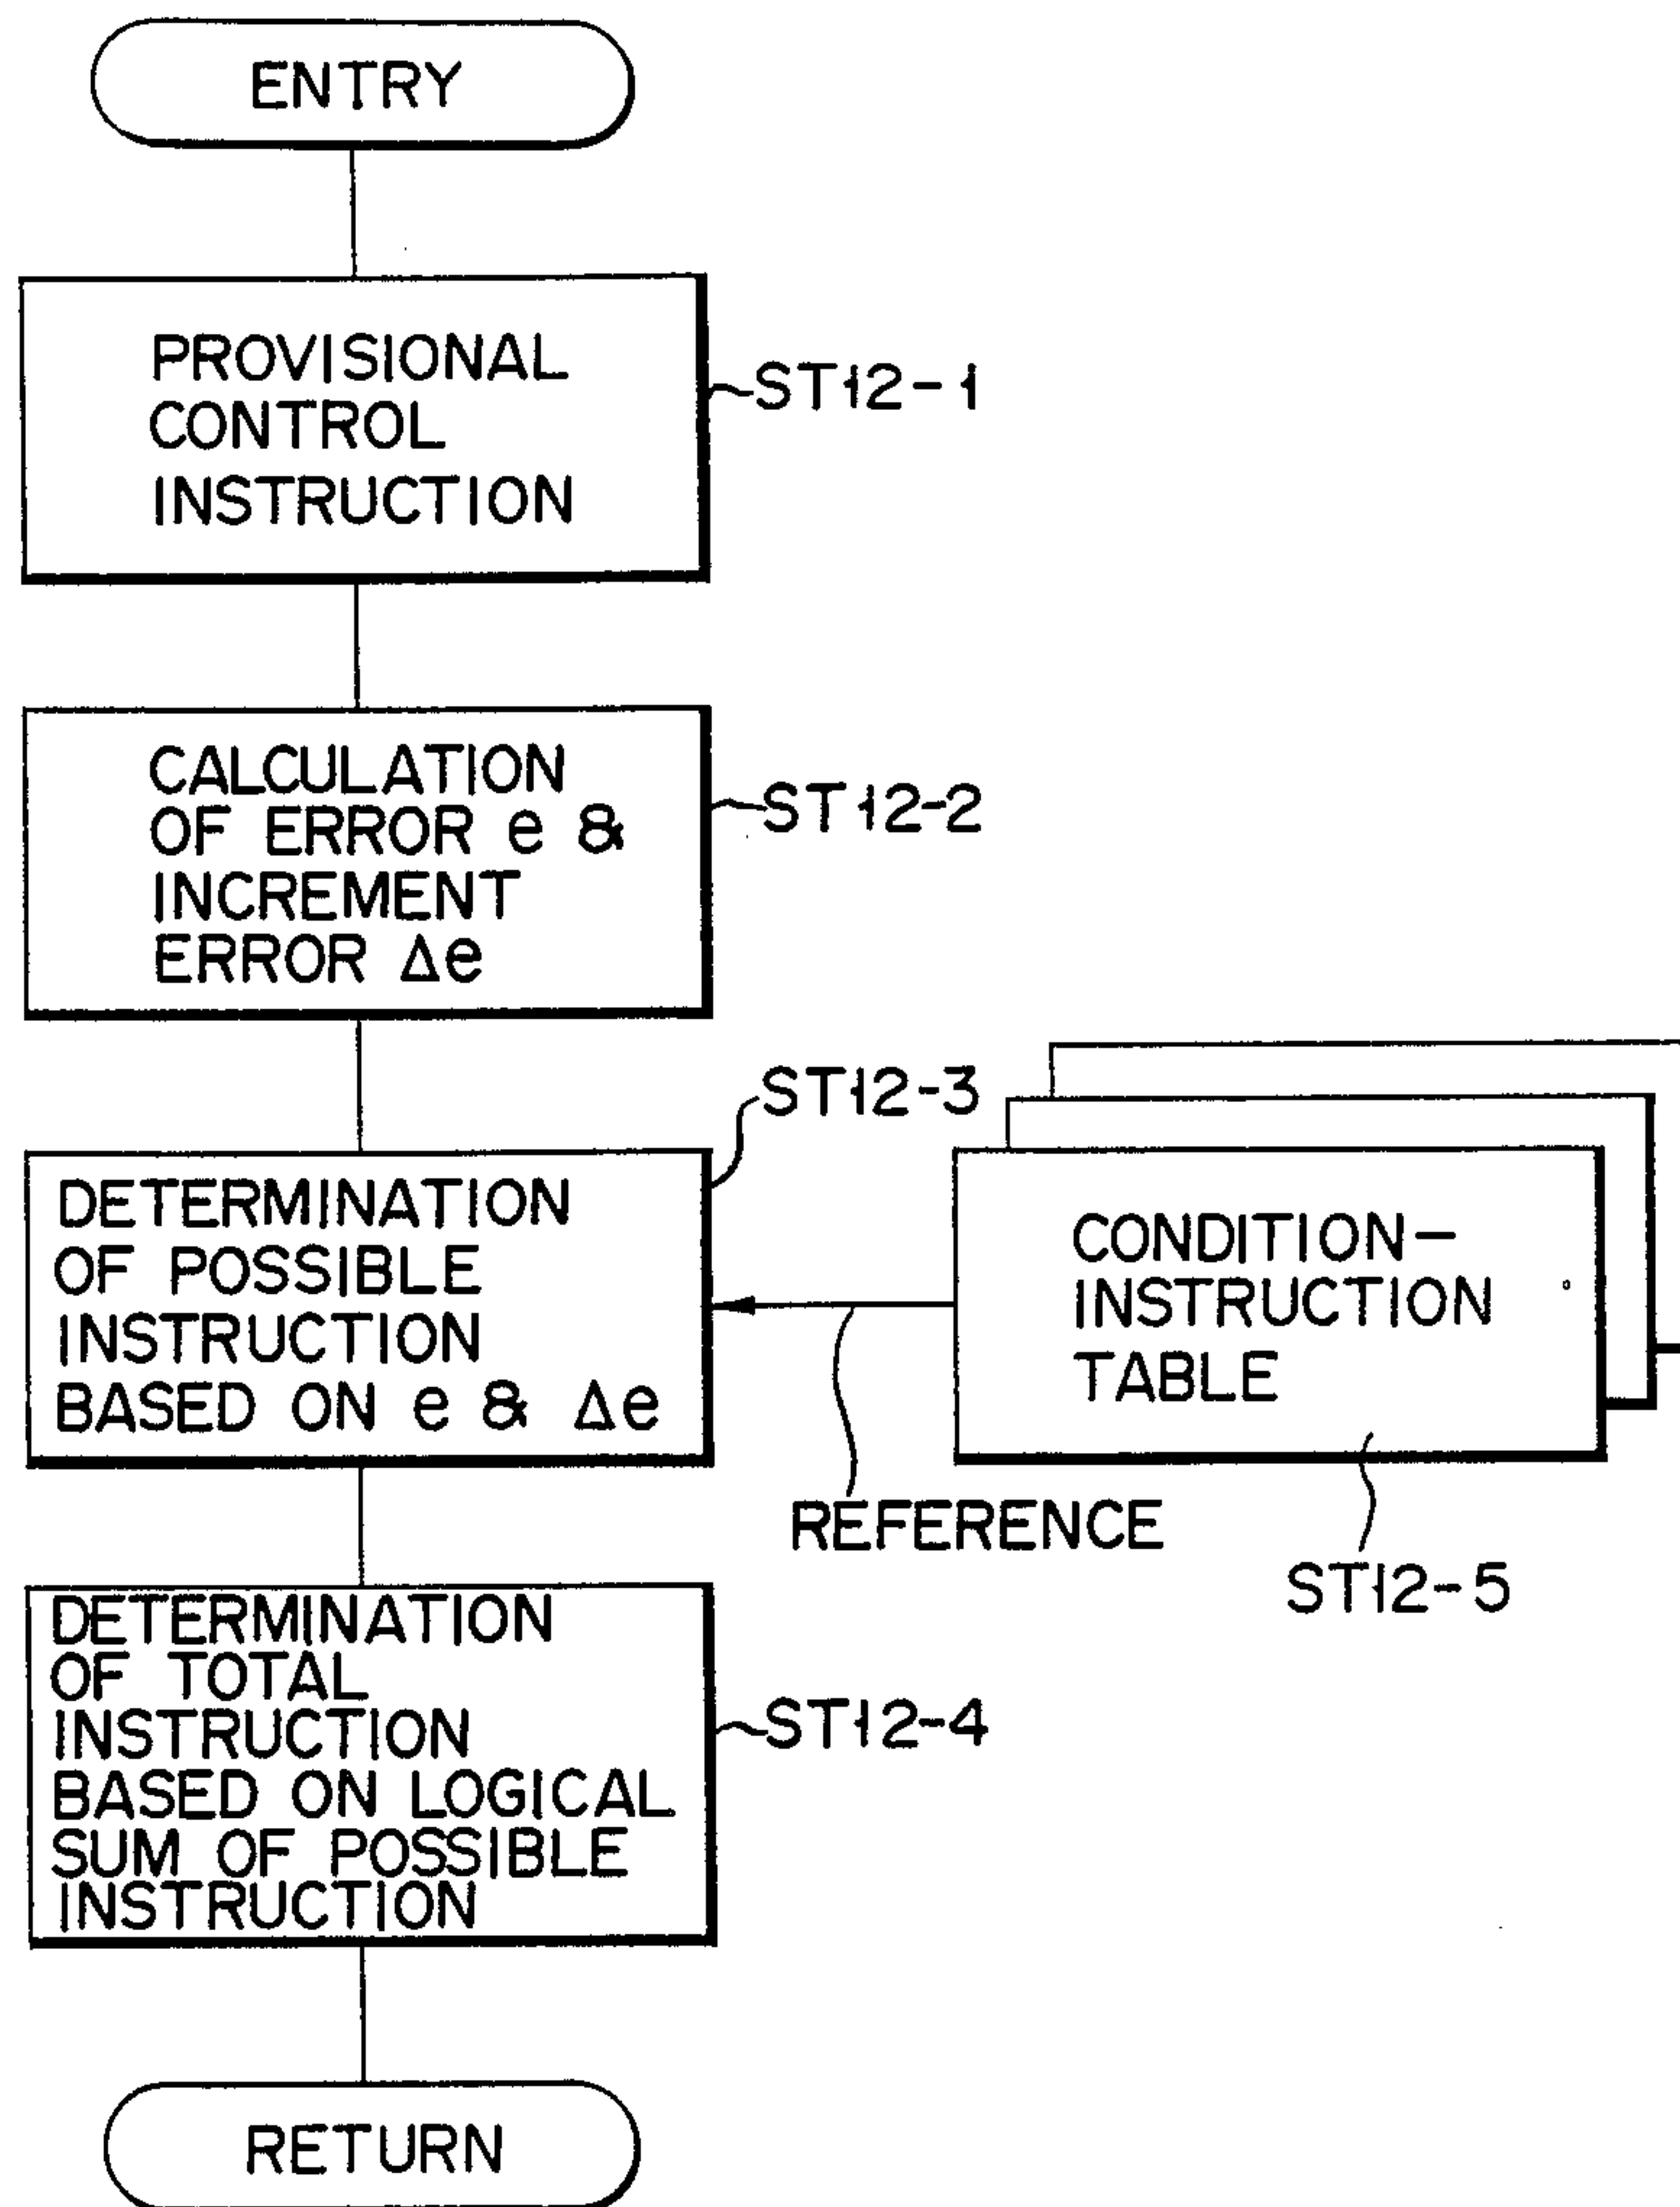 ENTRY
PROVISIONAL
CONTROL
INSTRUCTION
ST12-1
CALCULATION
OF ERROR e &
INCREMENT
ERROR Δe
ST12-2
ST12-3
DETERMINATION
OF POSSIBLE
INSTRUCTION
BASED ON e & Δe
CONDITION-
INSTRUCTION
TABLE
REFERENCE
ST12-5
DETERMINATION
OF TOTAL
INSTRUCTION
BASED ON LOGICAL
SUM OF POSSIBLE
INSTRUCTION
ST12-4
RETURN